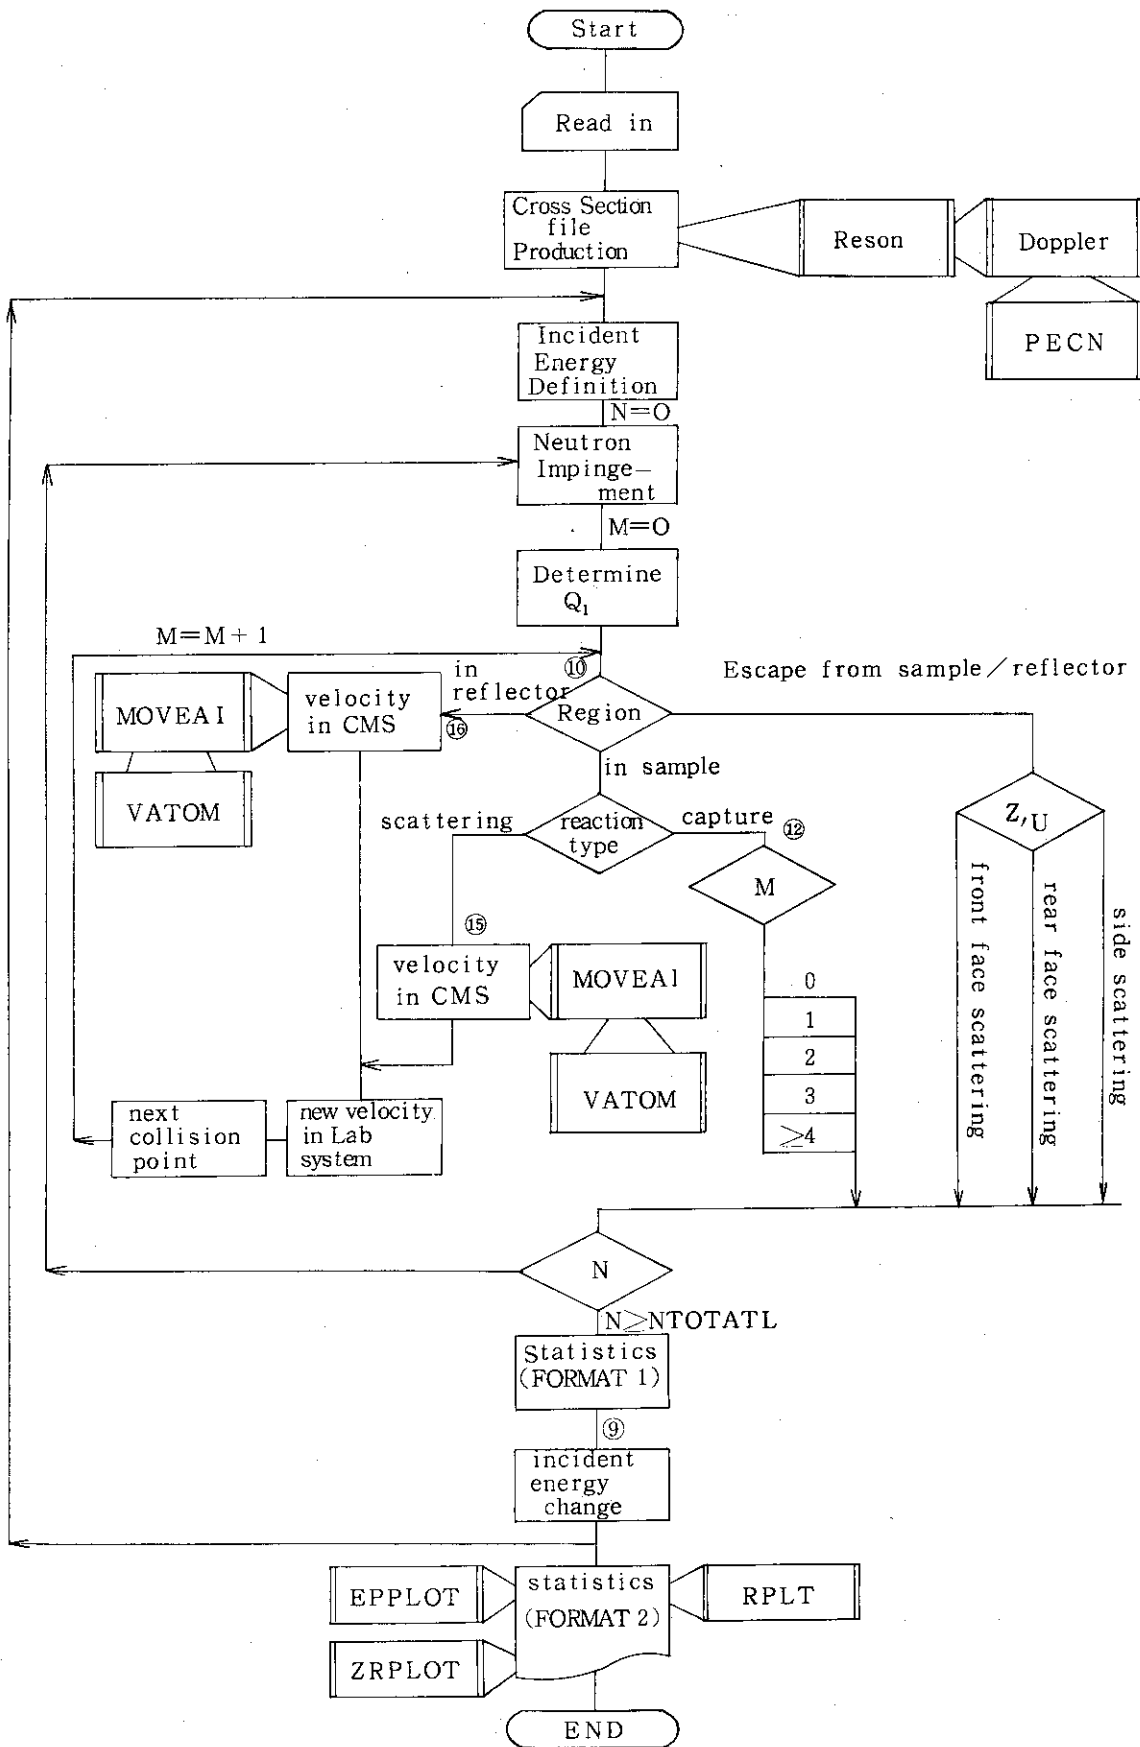 Start
Read in
Cross Section
file
Production
Reson
Doppler
PECN
Incident
Energy
Definition
N=O
Neutron
Impinge-
ment
M=O
Determine
Q₁
M=M+1
⑩
in
reflector
Escape from sample/reflector
MOVEAI
velocity
in CMS
⑯
Region
VATOM
in sample
scattering
reaction
type
capture
⑫
Z,U
M
front face scattering
rear face scattering
side scattering
⑮
velocity
in CMS
MOVEA1
VATOM
0
1
2
3
≥4
next
collision
point
new velocity
in Lab
system
N
N≥NTOTATL
Statistics
(FORMAT 1)
⑨
incident
energy
change
EPPLOT
statistics
(FORMAT 2)
RPLT
ZRPLOT
END